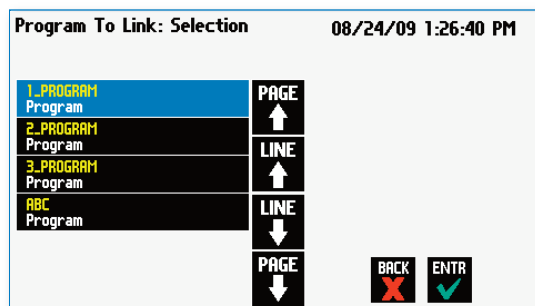 Program To Link: Selection
08/24/09 1:26:40 PM
1_PROGRAM
Program
2_PROGRAM
Program
3_PROGRAM
Program
ABC
Program
PAGE
LINE
LINE
PAGE
BACK
ENTR